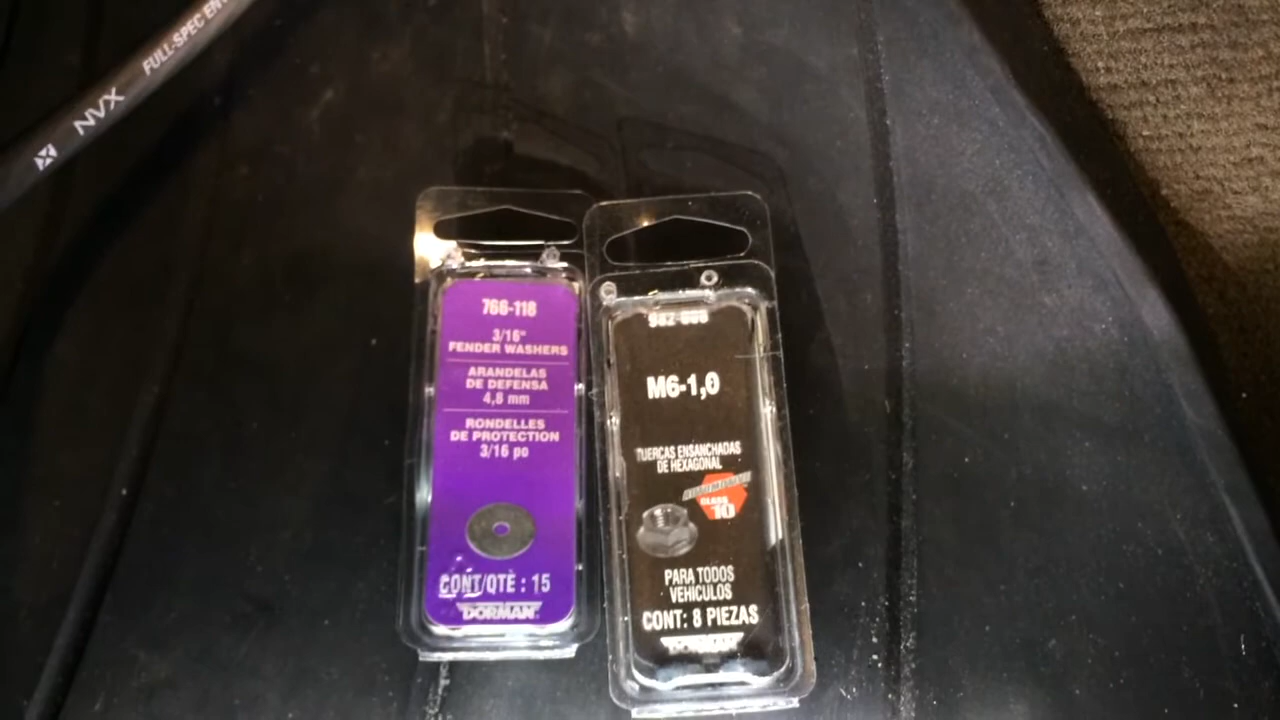 NVX FULL-SPEC
766-118
3/16"
FENDER WASHERS
ARANDELAS
DE DEFENSA
4,8 mm
RONDELLES
DE PROTECTION
3/16 po
CONT/QTÉ : 15
DORMAN
M6-1,0
TUERCAS ENSANCHADAS
DE HEXAGONAL
AUTOMOTIVE
CLASS
10
PARA TODOS
VEHICULOS
CONT: 8 PIEZAS
DORMAN